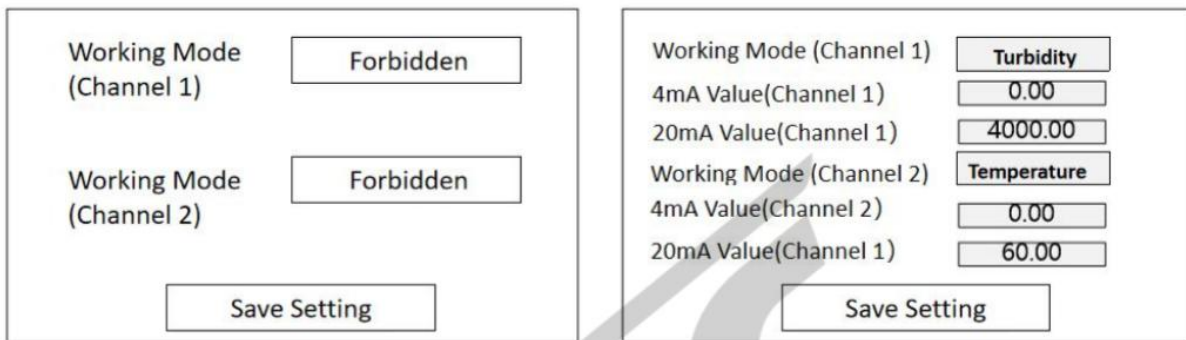 Working Mode
(Channel 1)
Forbidden
Working Mode
(Channel 2)
Forbidden
Save Setting
Working Mode (Channel 1)
Turbidity
4mA Value(Channel 1)
0.00
20mA Value(Channel 1)
4000.00
Working Mode (Channel 2)
Temperature
4mA Value(Channel 2)
0.00
20mA Value(Channel 1)
60.00
Save Setting